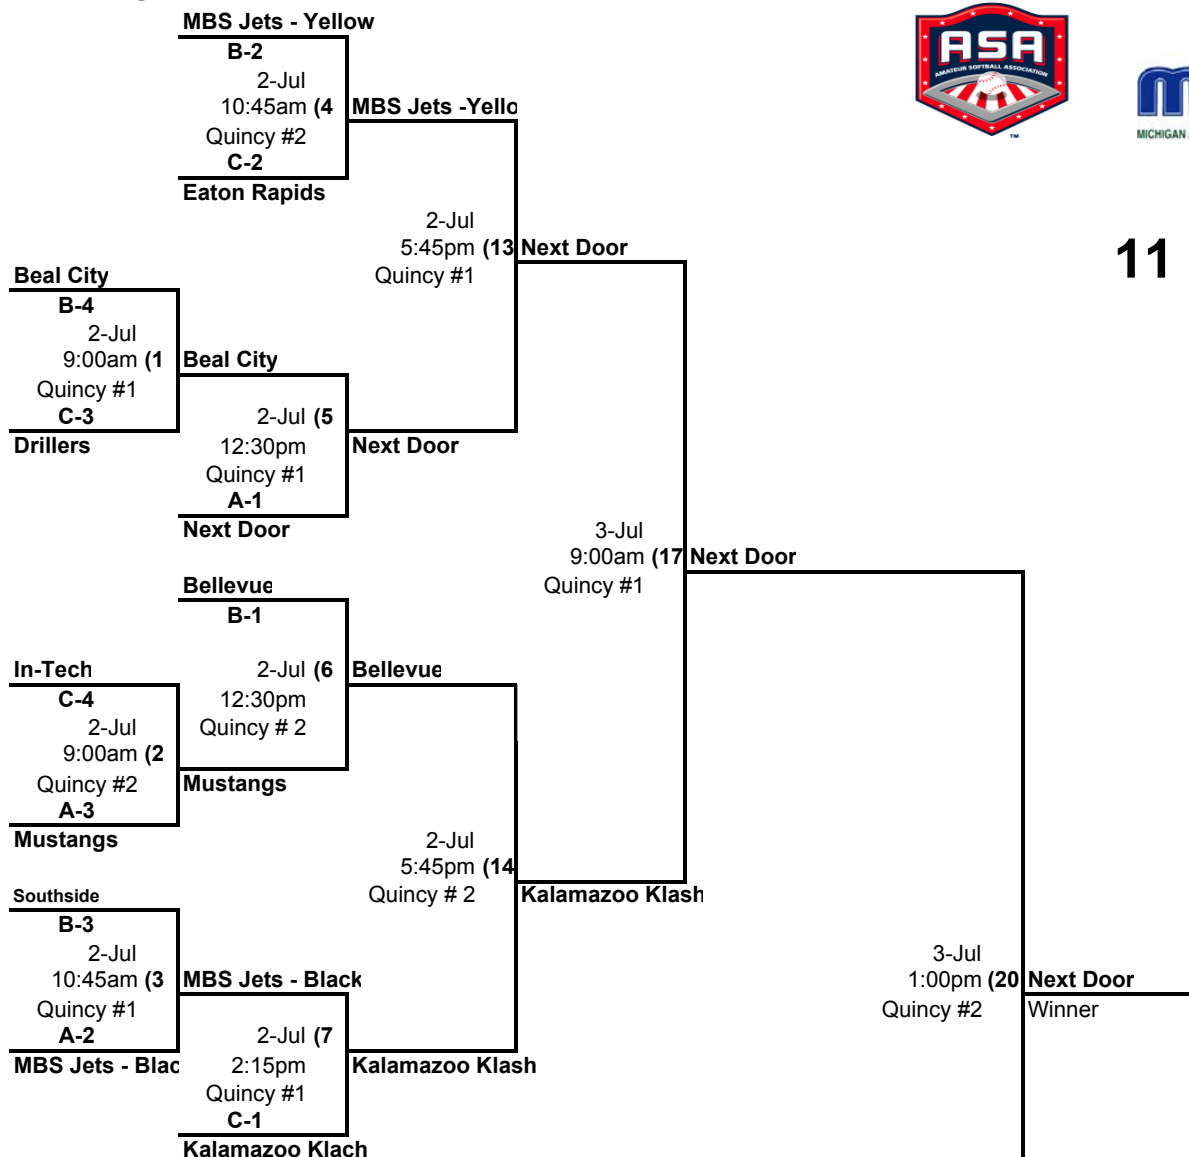 MBS Jets - Yellow
B-2
2-Jul
10:45am (4
MBS Jets -Yello
Quincy #2
C-2
Eaton Rapids
2-Jul
5:45pm (13
Next Door
Quincy #1
Beal City
B-4
2-Jul
9:00am (1
Beal City
Quincy #1
C-3
Drillers
2-Jul (5
12:30pm
Next Door
Quincy #1
A-1
Next Door
3-Jul
9:00am (17
Next Door
Quincy #1
Bellevue
B-1
In-Tech
2-Jul (6
Bellevue
C-4
12:30pm
2-Jul
Quincy # 2
9:00am (2
Quincy #2
Mustangs
A-3
Mustangs
2-Jul
5:45pm (14
Quincy # 2
Kalamazoo Klash
Southside
B-3
2-Jul
10:45am (3
MBS Jets - Black
Quincy #1
A-2
2-Jul (7
MBS Jets - Blac
2:15pm
Kalamazoo Klash
Quincy #1
C-1
Kalamazoo Klach
3-Jul
1:00pm (20
Next Door
Quincy #2
Winner
ASA
AMATEUR SOFTBALL ASSOCIATION
TM
m
MICHIGAN
11